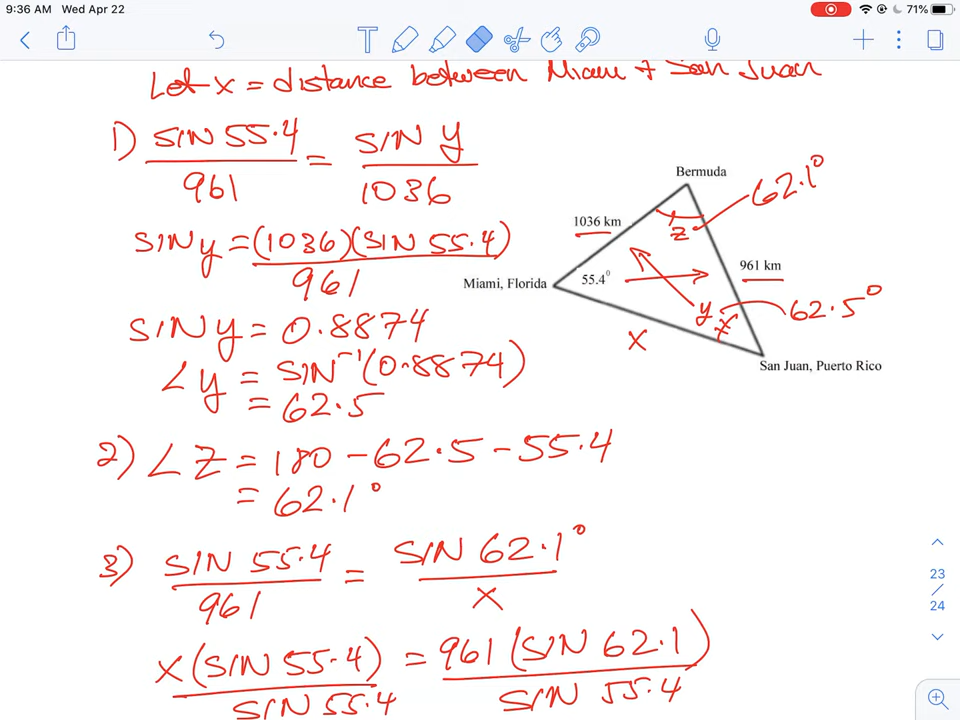 9:36 AM Wed Apr 22
71%
T
Let x = distance between Miami + San Juan
1) SIN 55.4 / 961 = SIN y / 1036
SIN y = (1036)(SIN 55.4) / 961
SIN y = 0.8874
∠y = SIN⁻¹(0.8874)
= 62.5
2) ∠Z = 180 - 62.5 - 55.4
= 62.1°
3) SIN 55.4 / 961 = SIN 62.1° / X
X(SIN 55.4) / SIN 55.4 = 961(SIN 62.1) / SIN 55.4
Bermuda
62.1°
1036 km
z
961 km
Miami, Florida
55.4°
y
62.5°
X
San Juan, Puerto Rico
23
/
24